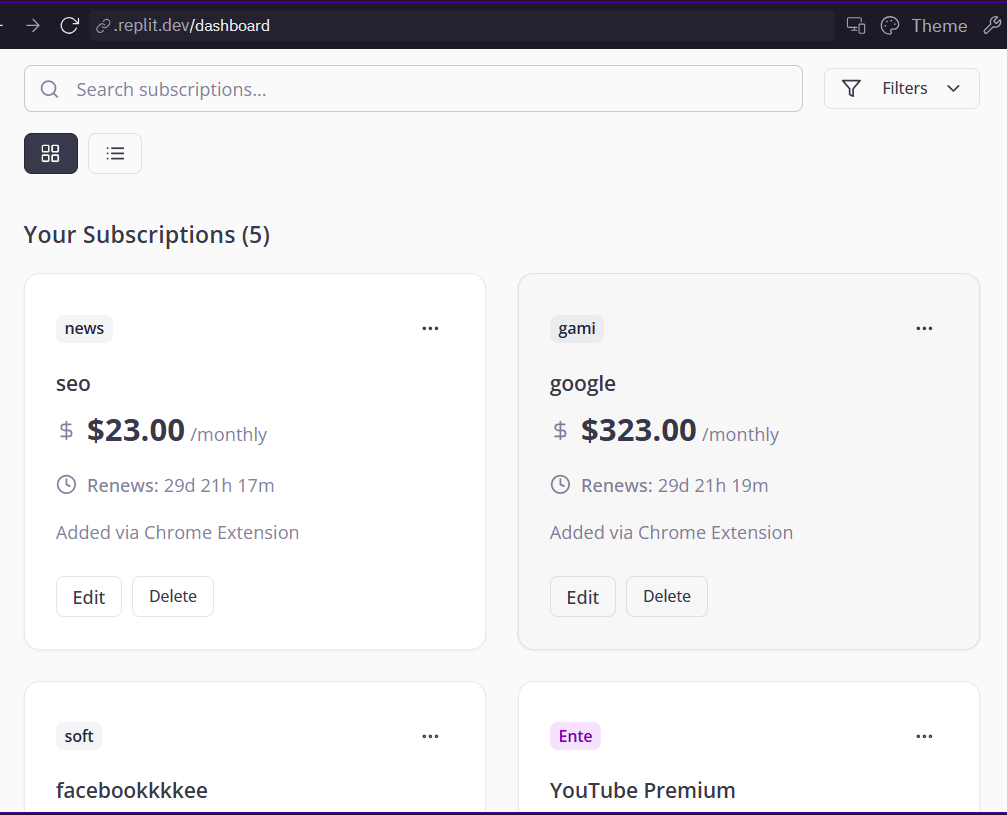 .replit.dev/dashboard Theme
Search subscriptions...
Filters
Your Subscriptions (5)
news
seo
$23.00 /monthly
Renews: 29d 21h 17m
Added via Chrome Extension
Edit Delete
gami
google
$323.00 /monthly
Renews: 29d 21h 19m
Added via Chrome Extension
Edit Delete
soft
facebookkkkee
Ente
YouTube Premium